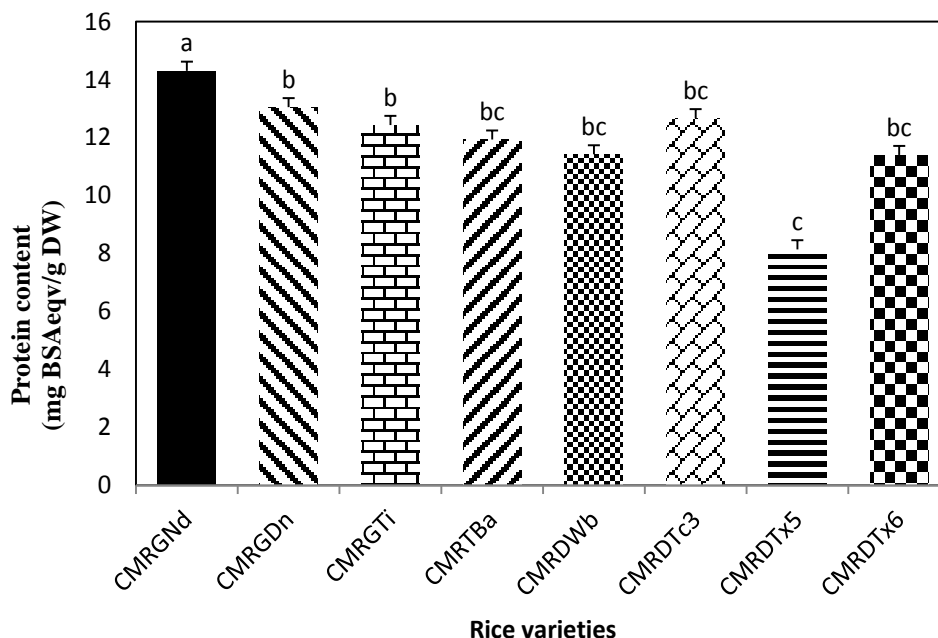 Protein content
(mg BSAeqv/g DW)
16
14
12
10
8
6
4
2
0
a
b
b
bc
bc
bc
c
bc
CMRGNd
CMRGDn
CMRGTi
CMRTBa
CMRDWb
CMRDTc3
CMRDTx5
CMRDTx6
Rice varieties